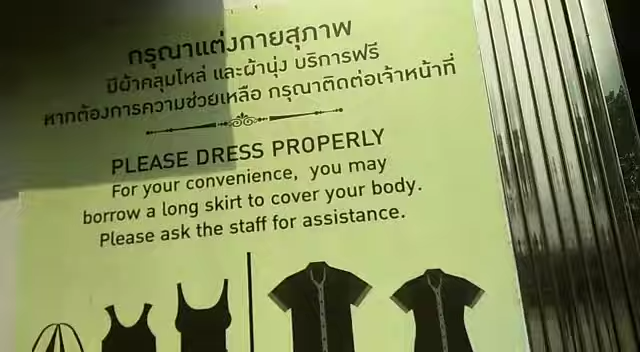 กรุณาแต่งกายสุภาพ
มีผ้าคลุมไหล่ และผ้านุ่ง บริการฟรี
หากต้องการความช่วยเหลือ กรุณาติดต่อเจ้าหน้าที่
PLEASE DRESS PROPERLY
For your convenience, you may
borrow a long skirt to cover your body.
Please ask the staff for assistance.